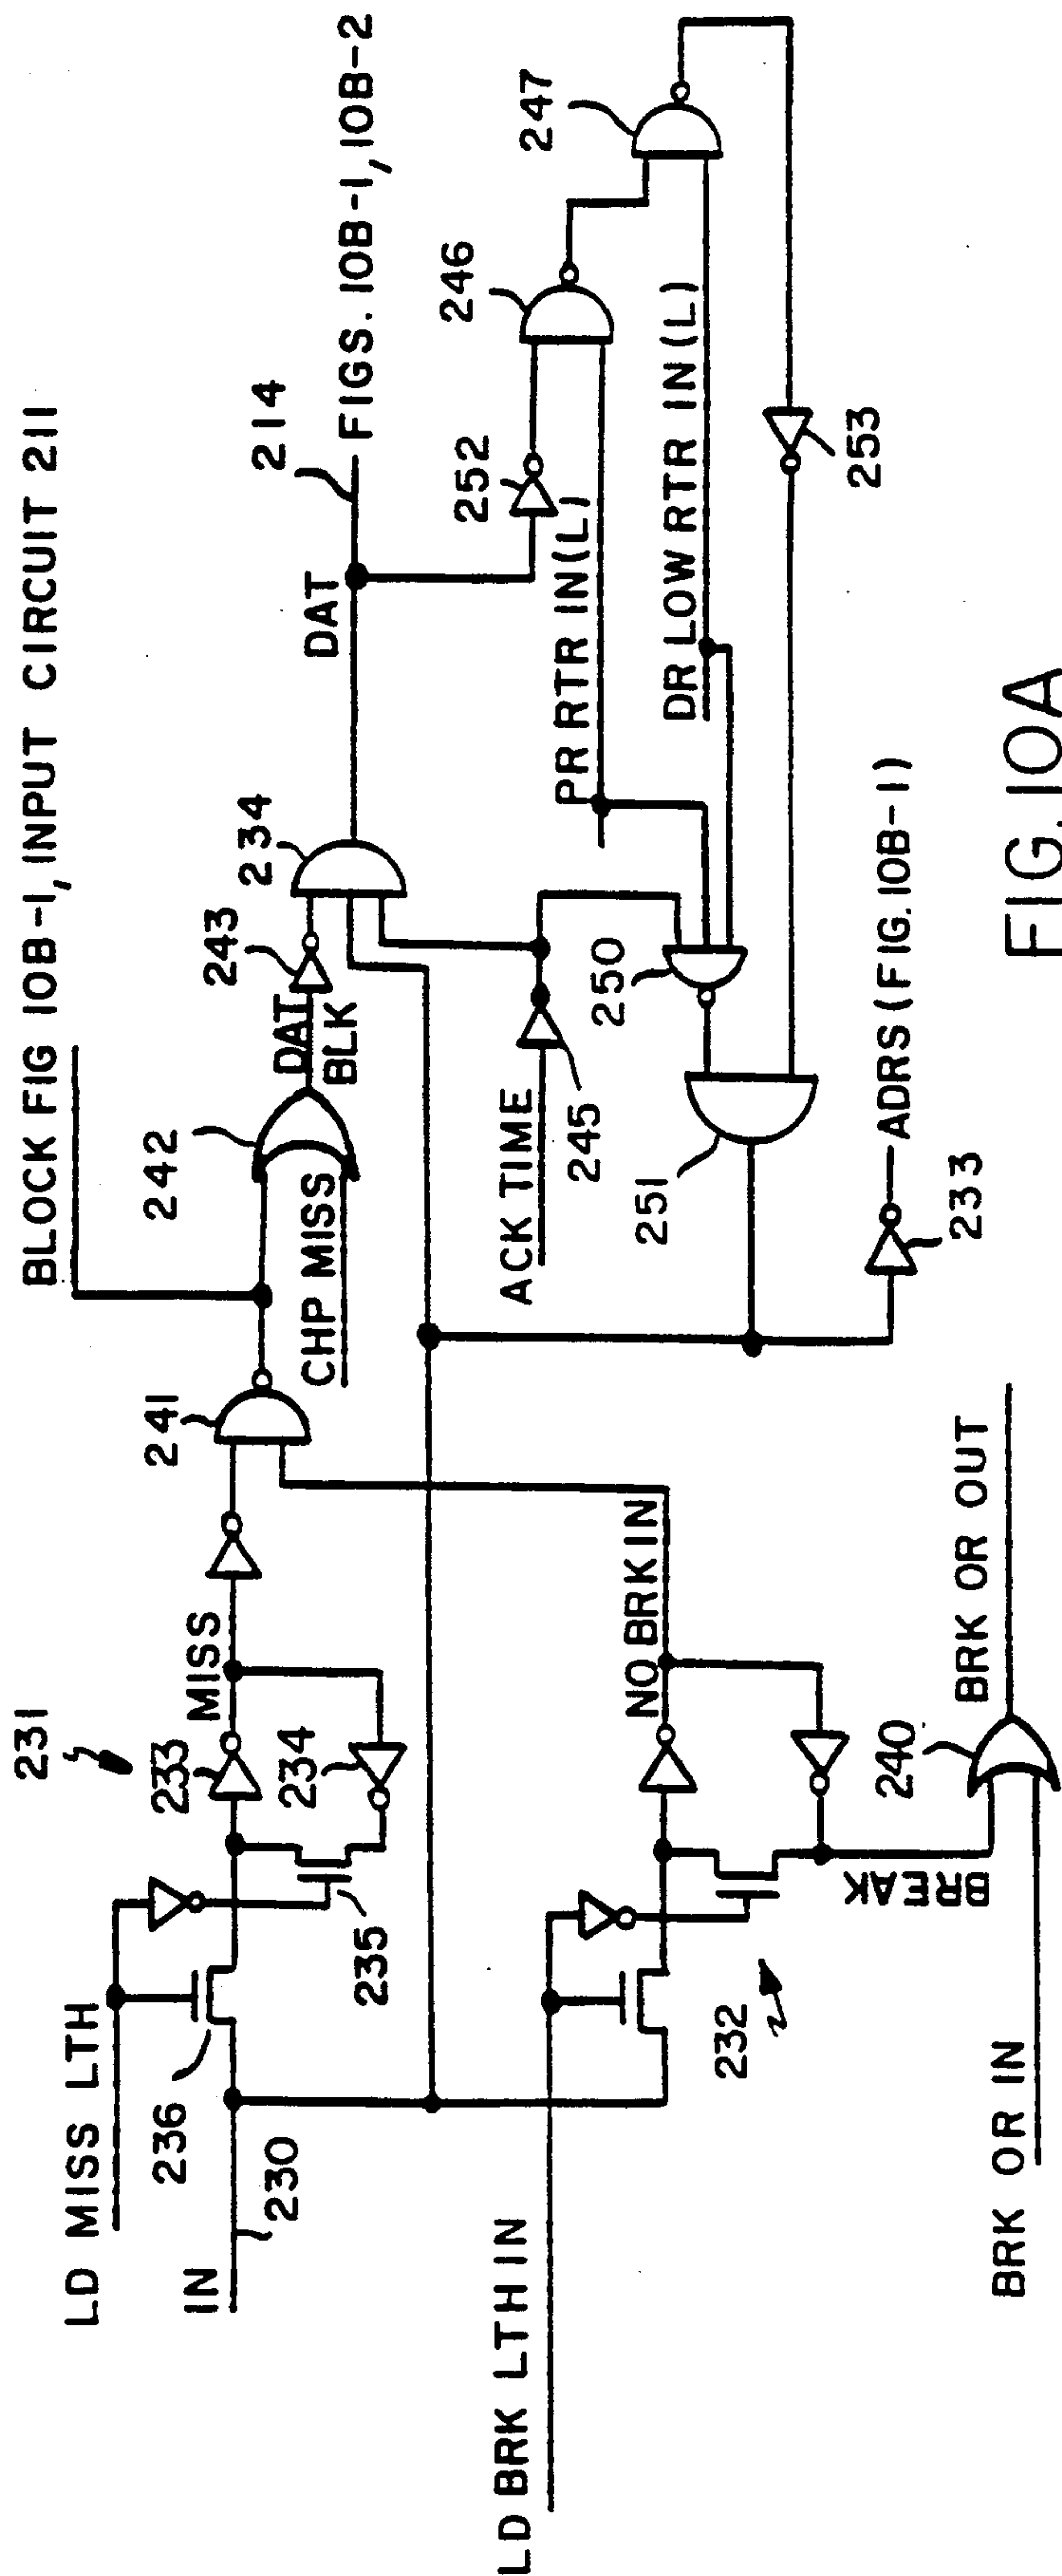 BLOCK FIG 10B-1, INPUT CIRCUIT 211
231
LD MISS LTH
236
IN
230
235
233
234
MISS
241
242
CHP MISS
DAT
BLK
243
234
DAT
214
FIGS. 10B-1, 10B-2
252
246
247
PR RTR IN(L)
DR LOW RTR IN(L)
253
ACK TIME
245
250
251
233
ADRS (FIG. 10B-1)
LD BRK LTH IN
232
NO BRK IN
BREAK
240
BRK OR IN
BRK OR OUT
FIG. 10A